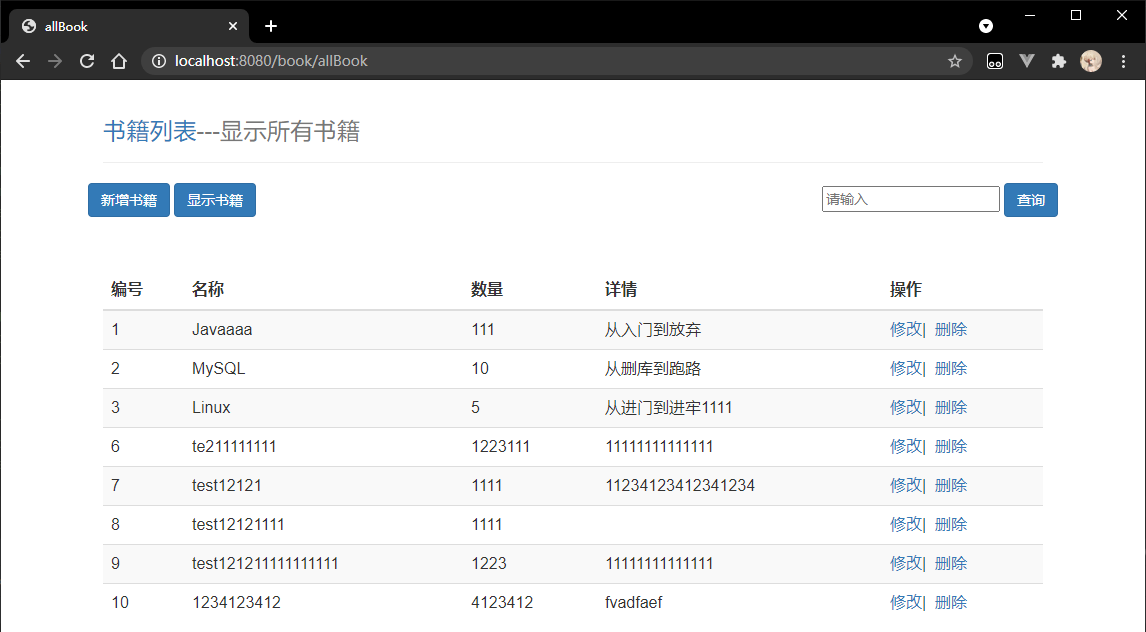 allBook
localhost:8080/book/allBook
书籍列表---显示所有书籍
新增书籍 显示书籍 请输入 查询
编号 名称 数量 详情 操作
1 Javaaaa 111 从入门到放弃 修改| 删除
2 MySQL 10 从删库到跑路 修改| 删除
3 Linux 5 从进门到进牢1111 修改| 删除
6 te211111111 1223111 11111111111111 修改| 删除
7 test12121 1111 11234123412341234 修改| 删除
8 test12121111 1111 修改| 删除
9 test121211111111111 1223 11111111111111 修改| 删除
10 1234123412 4123412 fvadfaef 修改| 删除